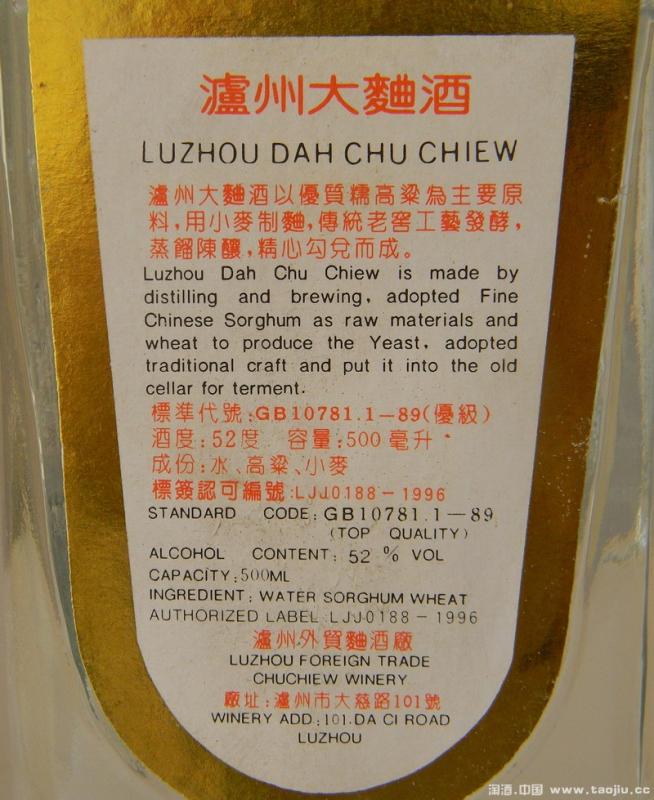 瀘州大麯酒
LUZHOU DAH CHU CHIEW
瀘州大麯酒以優質糯高粱為主要原
料,用小麥制麯,傳統老窖工藝發酵,
蒸餾陳釀,精心勾兌而成。
Luzhou Dah Chu Chiew is made by
distilling and brewing, adopted Fine
Chinese Sorghum as raw materials and
wheat to produce the Yeast, adopted
traditional craft and put it into the old
cellar for terment.
標準代號:GB10781.1—89(優級)
酒度:52度 容量:500毫升
成份:水、高粱、小麥
標簽認可編號:LJJ0188－1996
STANDARD CODE: GB10781.1—89
(TOP QUALITY)
ALCOHOL CONTENT: 52 % VOL
CAPACITY:500ML
INGREDIENT: WATER SORGHUM WHEAT
AUTHORIZED LABEL LJJ0188－1996
瀘州外貿麯酒廠
LUZHOU FOREIGN TRADE
CHUCHIEW WINERY
廠址:瀘州市大慈路101號
WINERY ADD:101.DA CI ROAD
LUZHOU
淘酒.中国 www.taojiu.cc